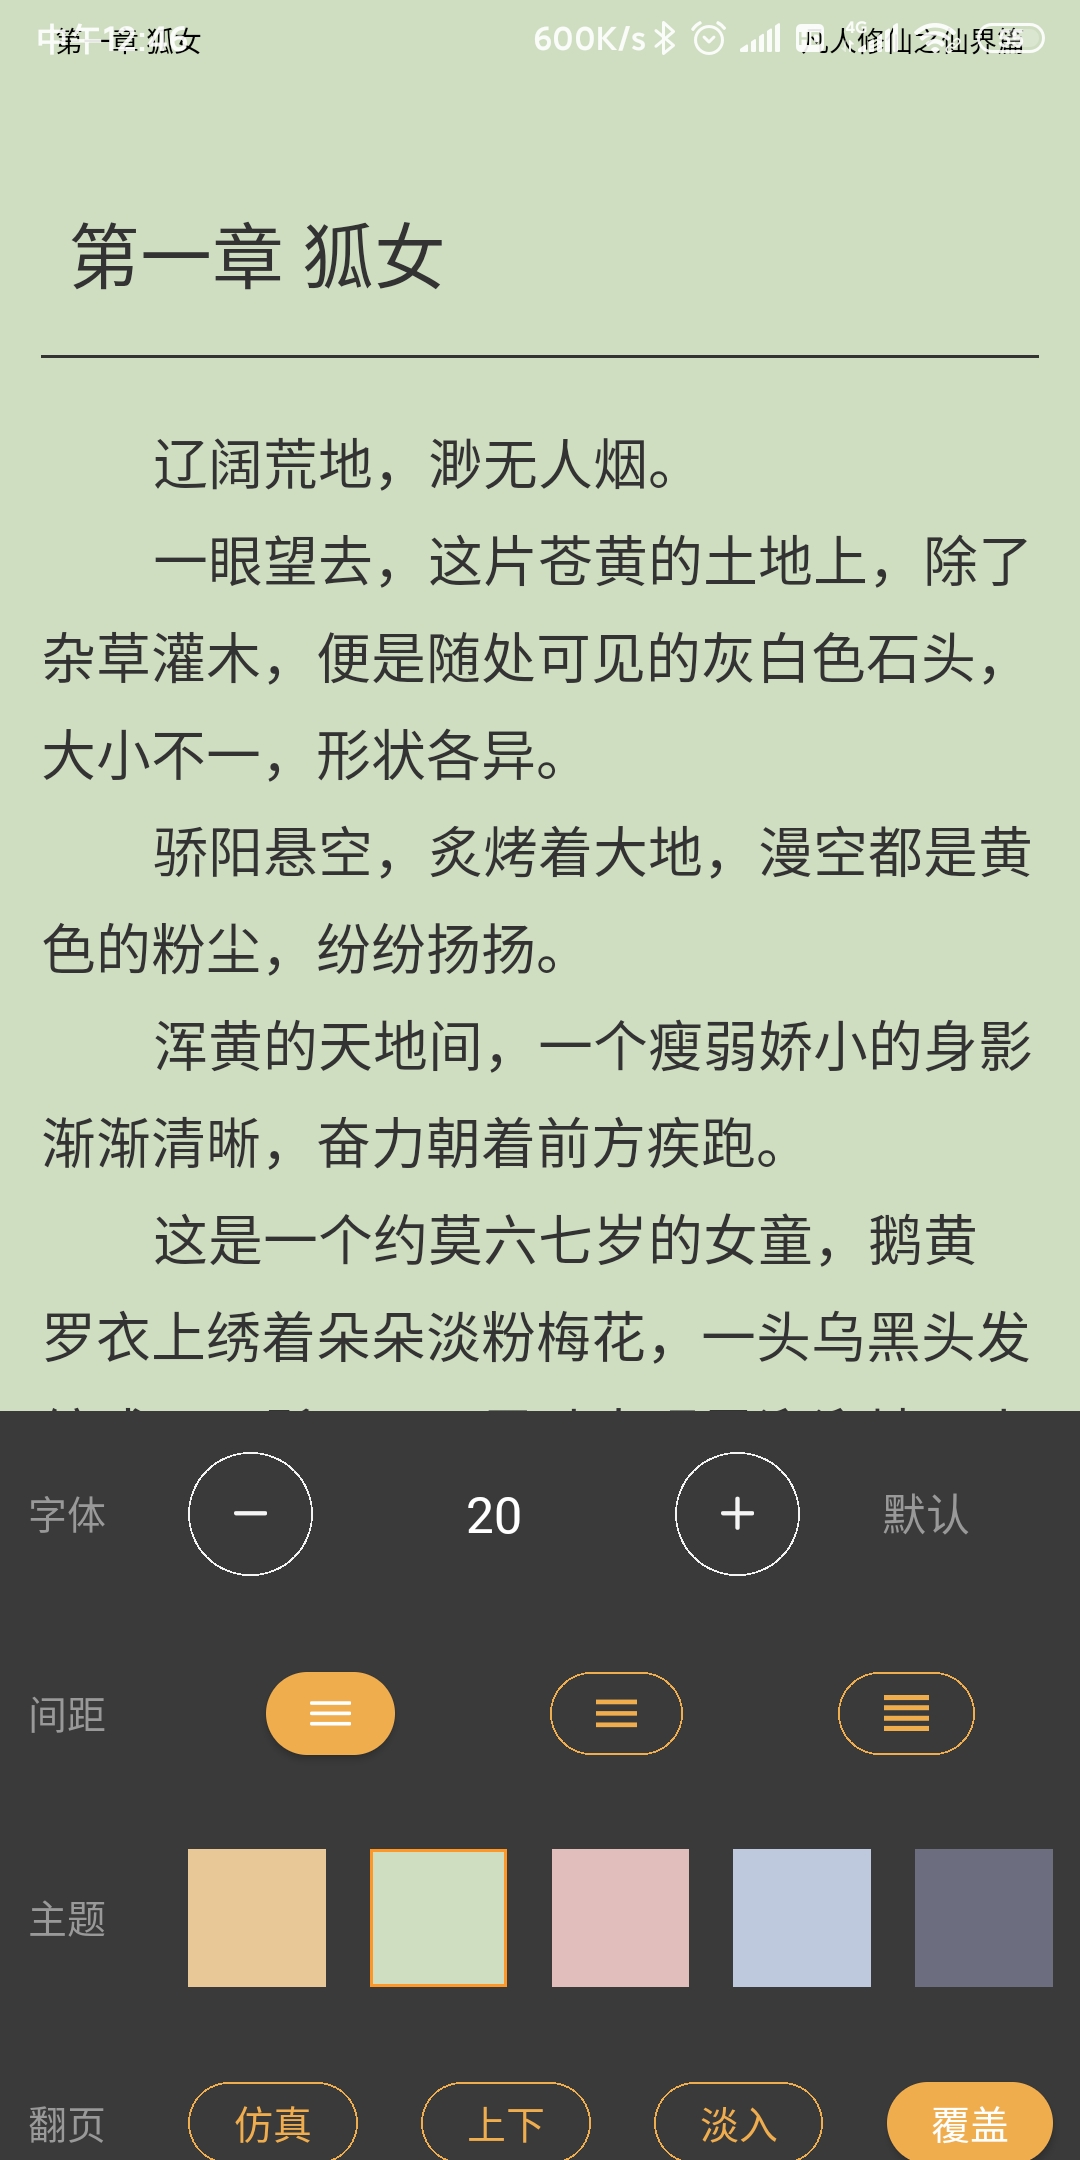 第一章 狐女
600K/s
4G
凡人修仙之仙界篇
第一章 狐女
辽阔荒地，渺无人烟。
一眼望去，这片苍黄的土地上，除了
杂草灌木，便是随处可见的灰白色石头，
大小不一，形状各异。
骄阳悬空，炙烤着大地，漫空都是黄
色的粉尘，纷纷扬扬。
浑黄的天地间，一个瘦弱娇小的身影
渐渐清晰，奋力朝着前方疾跑。
这是一个约莫六七岁的女童，鹅黄
罗衣上绣着朵朵淡粉梅花，一头乌黑头发
字体
20
默认
间距
主题
翻页
仿真
上下
淡入
覆盖